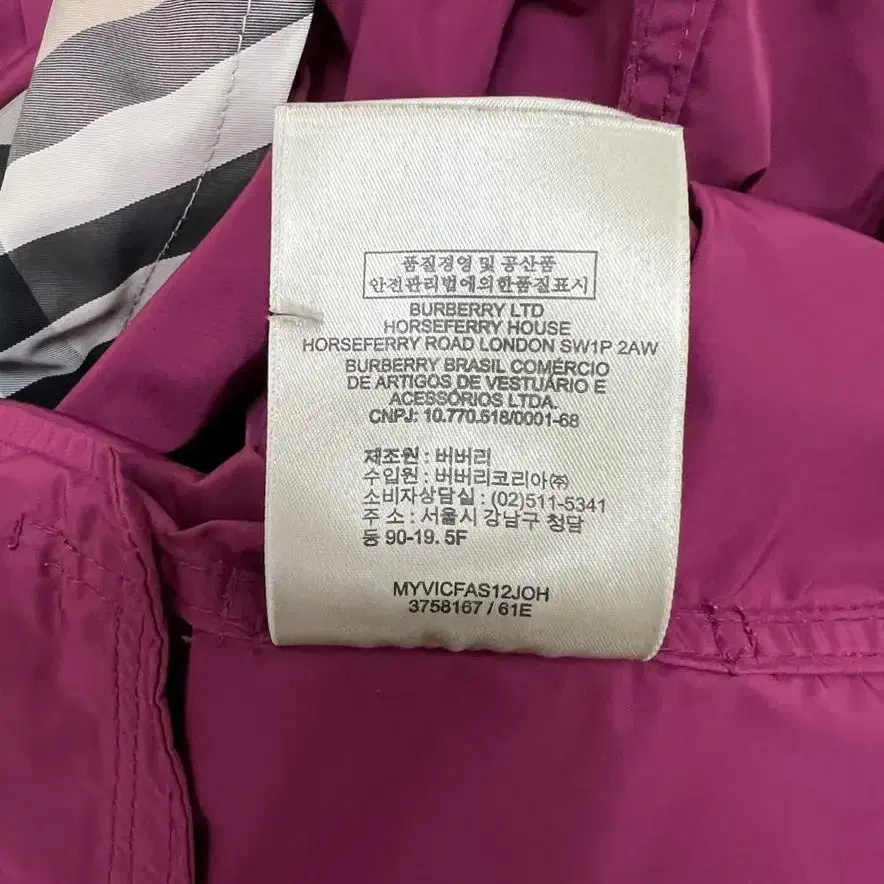 품질경영 및 공산품
안전관리법에의한품질표시
BURBERRY LTD
HORSEFERRY HOUSE
HORSEFERRY ROAD LONDON SW1P 2AW
BURBERRY BRASIL COMÉRCIO
DE ARTIGOS DE VESTUÁRIO E
ACESSÓRIOS LTDA.
CNPJ: 10.770.518/0001-68
제조원 : 버버리
수입원 : 버버리코리아㈜
소비자상담실 : (02)511-5341
주 소 : 서울시 강남구 청담
동 90-19. 5F
MYVICFAS12JOH
3758167 / 61E